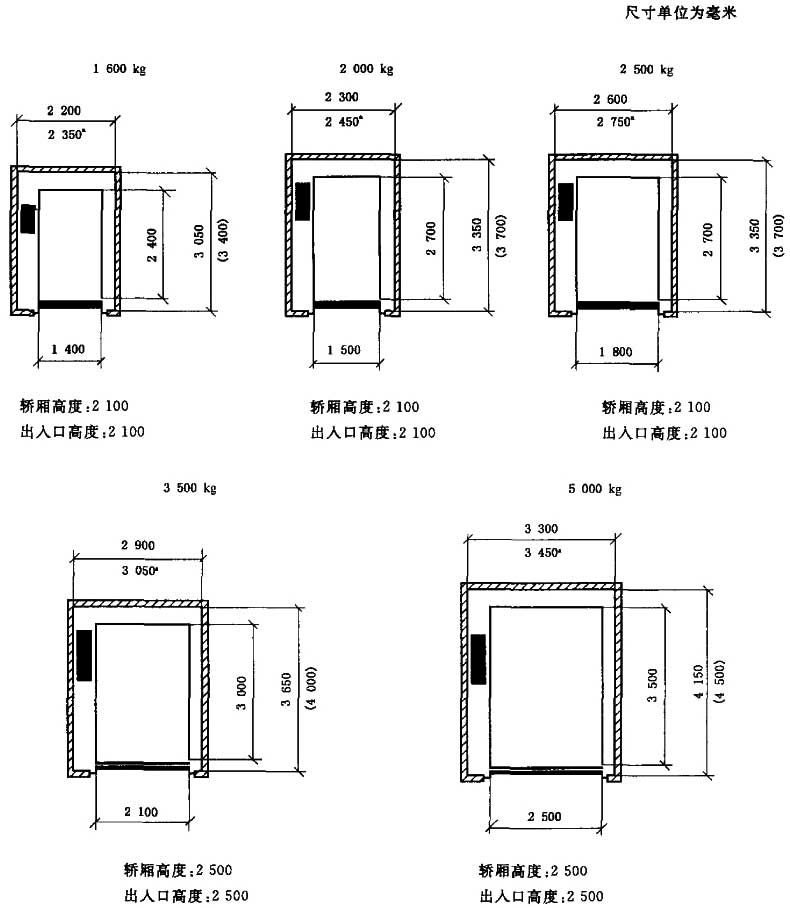 尺寸单位为毫米
1 600 kg
2 000 kg
2 500 kg
2 200
2 350ᵃ
2 300
2 450ᵃ
2 600
2 750ᵃ
2 400
3 050
(3 400)
2 700
3 350
(3 700)
2 700
3 350
(3 700)
1 400
1 500
1 800
轿厢高度:2 100
出入口高度:2 100
轿厢高度:2 100
出入口高度:2 100
轿厢高度:2 100
出入口高度:2 100
3 500 kg
5 000 kg
2 900
3 050ᵃ
3 300
3 450ᵃ
3 000
3 650
(4 000)
3 500
4 150
(4 500)
2 100
2 500
轿厢高度:2 500
出入口高度:2 500
轿厢高度:2 500
出入口高度:2 500